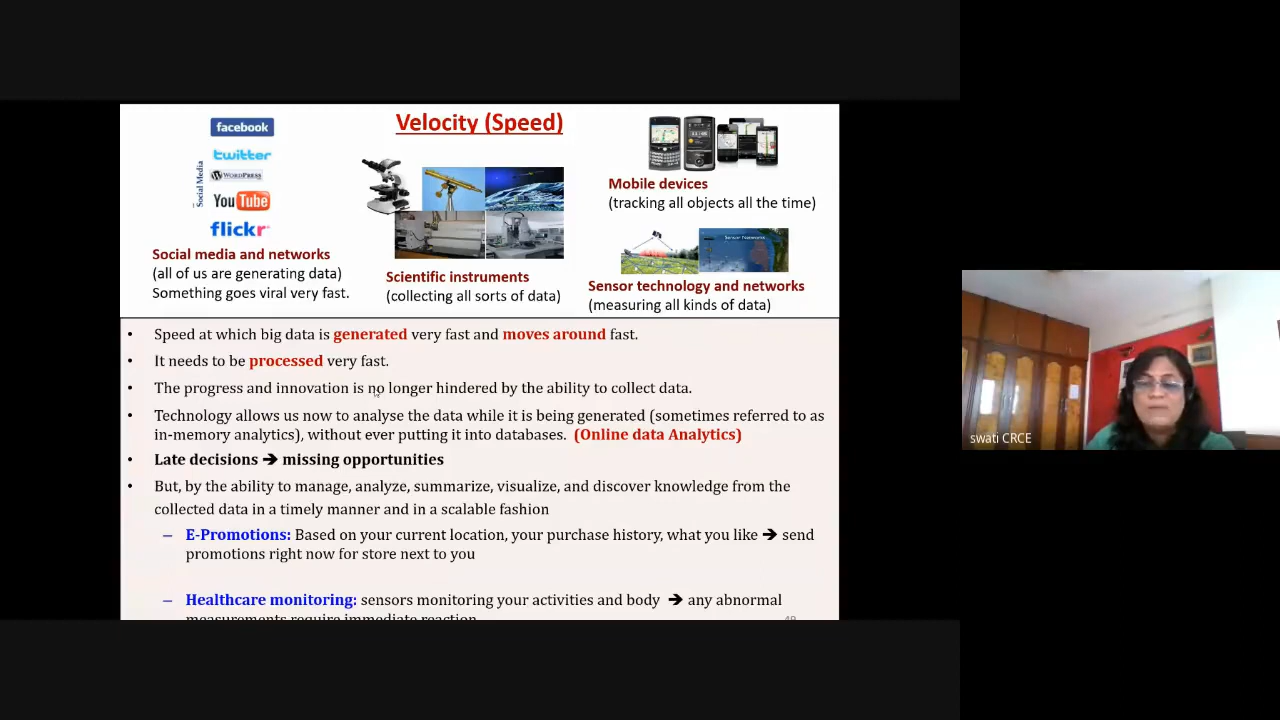 Velocity (Speed)
facebook
twitter
WORDPRESS
YouTube
flickr
Social Media
Social media and networks
(all of us are generating data)
Something goes viral very fast.
Scientific instruments
(collecting all sorts of data)
Mobile devices
(tracking all objects all the time)
Sensor Networks
Sensor technology and networks
(measuring all kinds of data)
• Speed at which big data is generated very fast and moves around fast.
• It needs to be processed very fast.
• The progress and innovation is no longer hindered by the ability to collect data.
• Technology allows us now to analyse the data while it is being generated (sometimes referred to as
in-memory analytics), without ever putting it into databases. (Online data Analytics)
• Late decisions ➔ missing opportunities
• But, by the ability to manage, analyze, summarize, visualize, and discover knowledge from the
collected data in a timely manner and in a scalable fashion
– E-Promotions: Based on your current location, your purchase history, what you like ➔ send
promotions right now for store next to you
– Healthcare monitoring: sensors monitoring your activities and body ➔ any abnormal
measurements require immediate reaction
swati CRCE